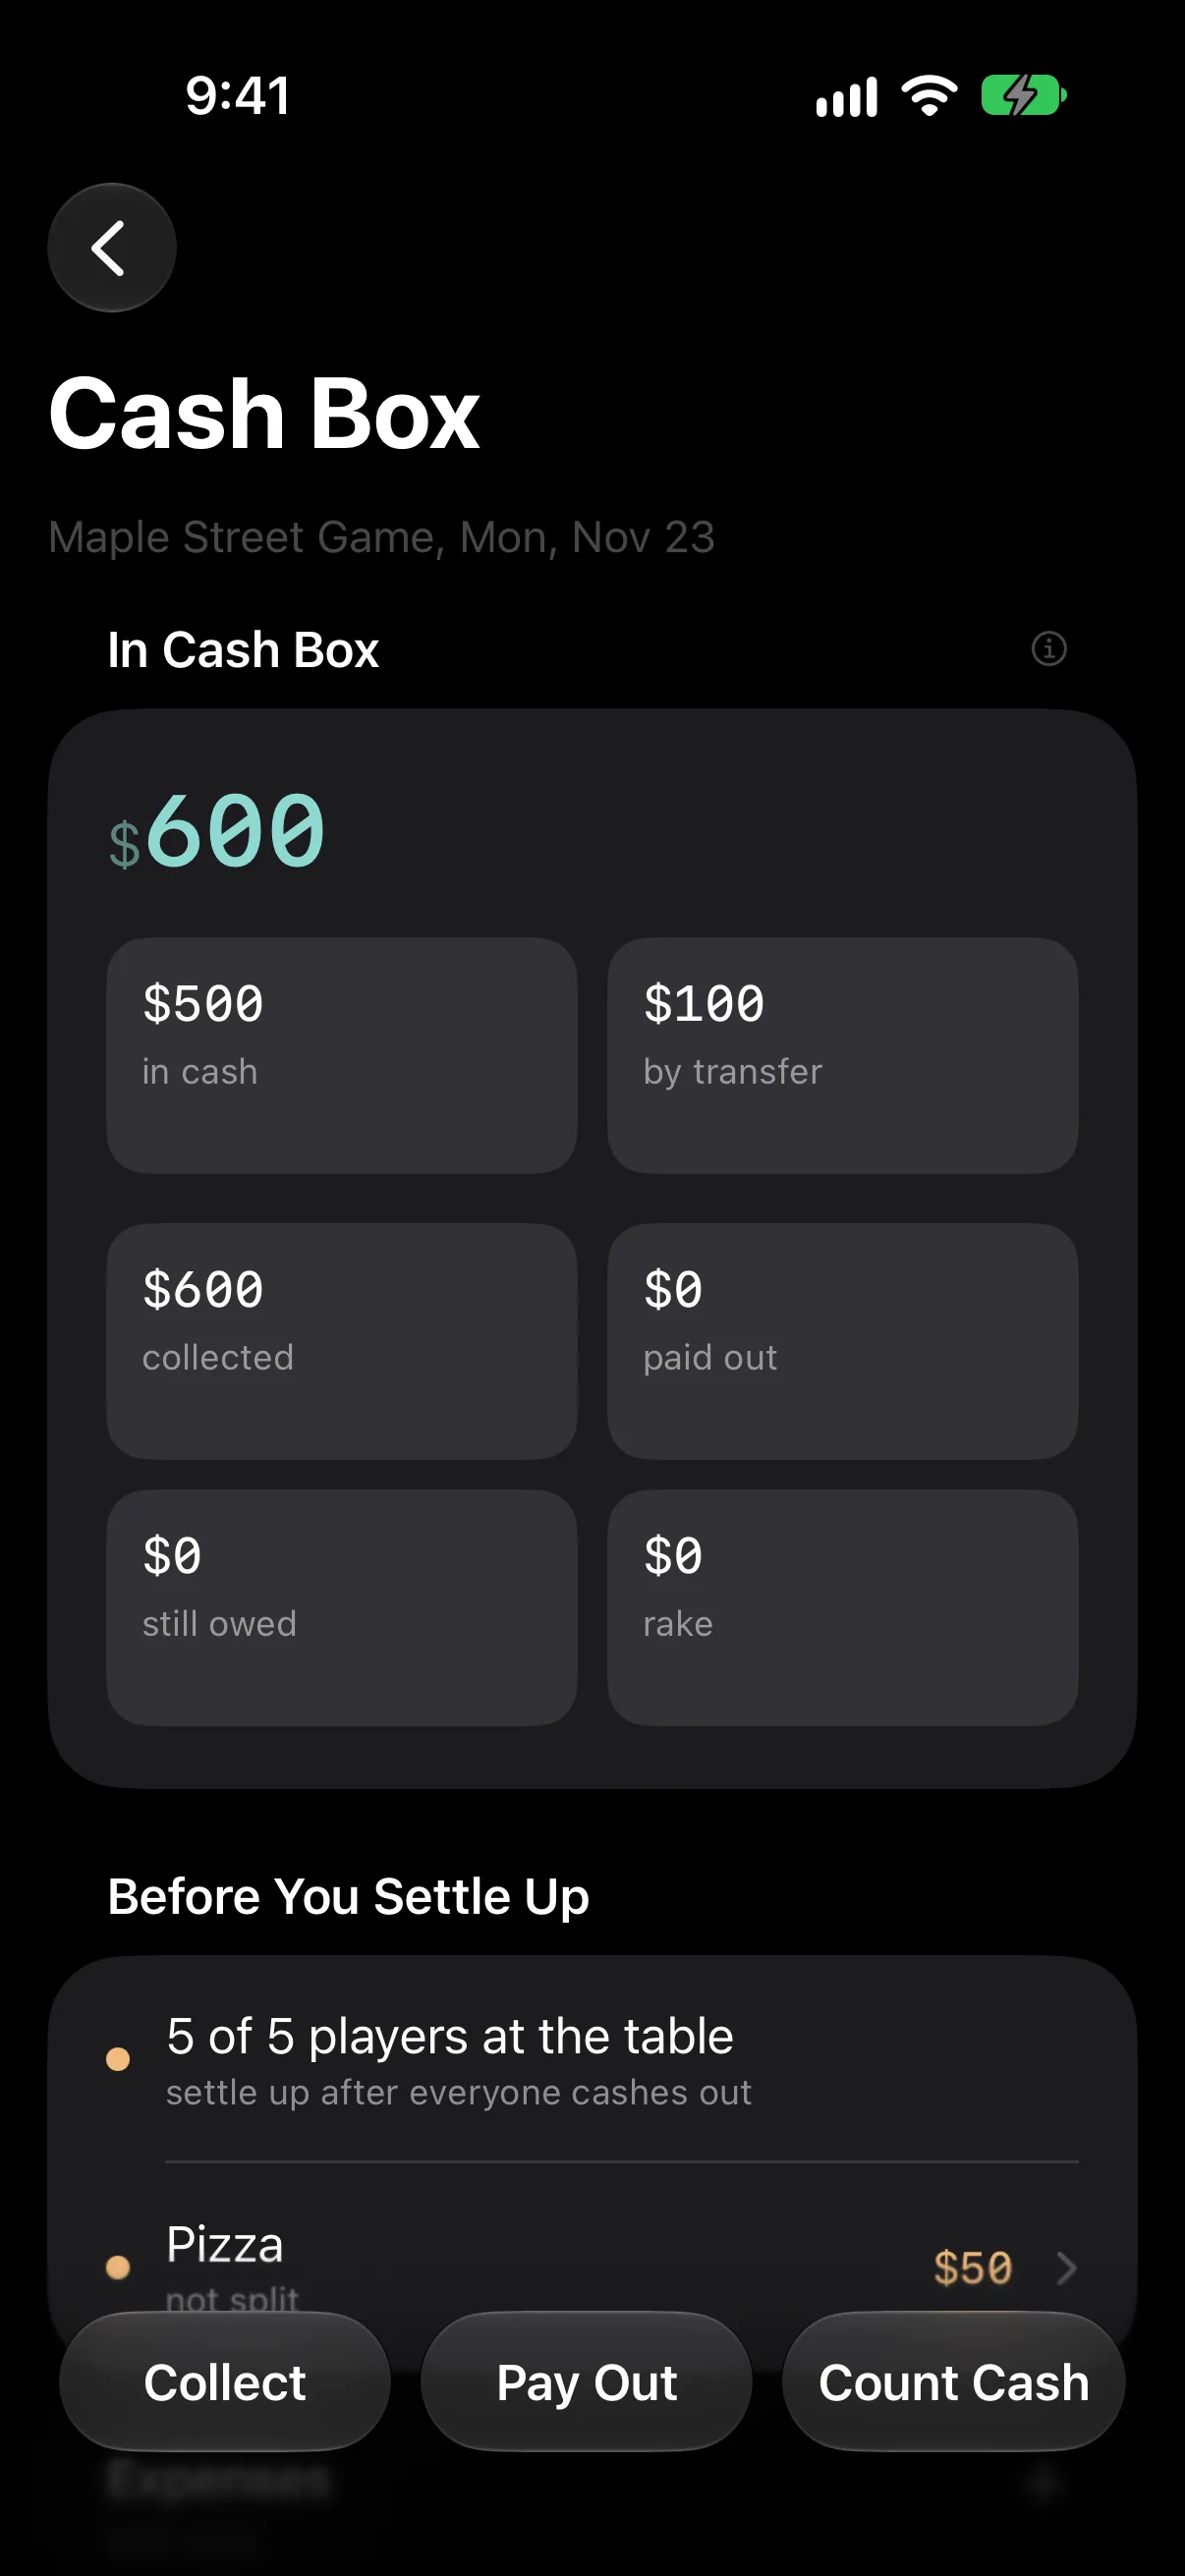 9:41
Cash Box
Maple Street Game, Mon, Nov 23
In Cash Box
$600
$500
in cash
$100
by transfer
$600
collected
$0
paid out
$0
still owed
$0
rake
Before You Settle Up
5 of 5 players at the table
settle up after everyone cashes out
Pizza
$50
not split
Collect
Pay Out
Count Cash
Expenses